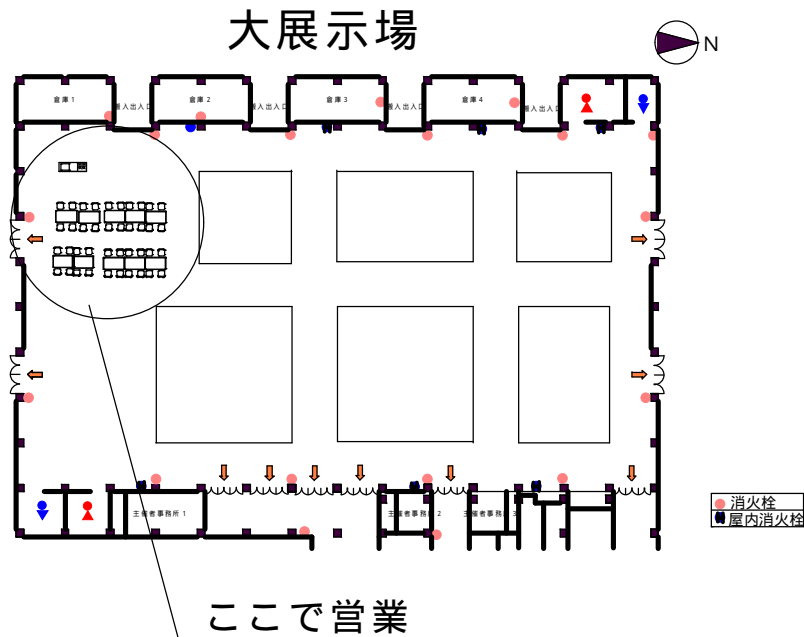 大展示場
N
倉庫1
搬入出入口
倉庫2
搬入出入口
倉庫3
搬入出入口
倉庫4
搬入出入口
主催者事務所1
主催者事務所2
主催者事務所3
消火栓
屋内消火栓
ここで営業